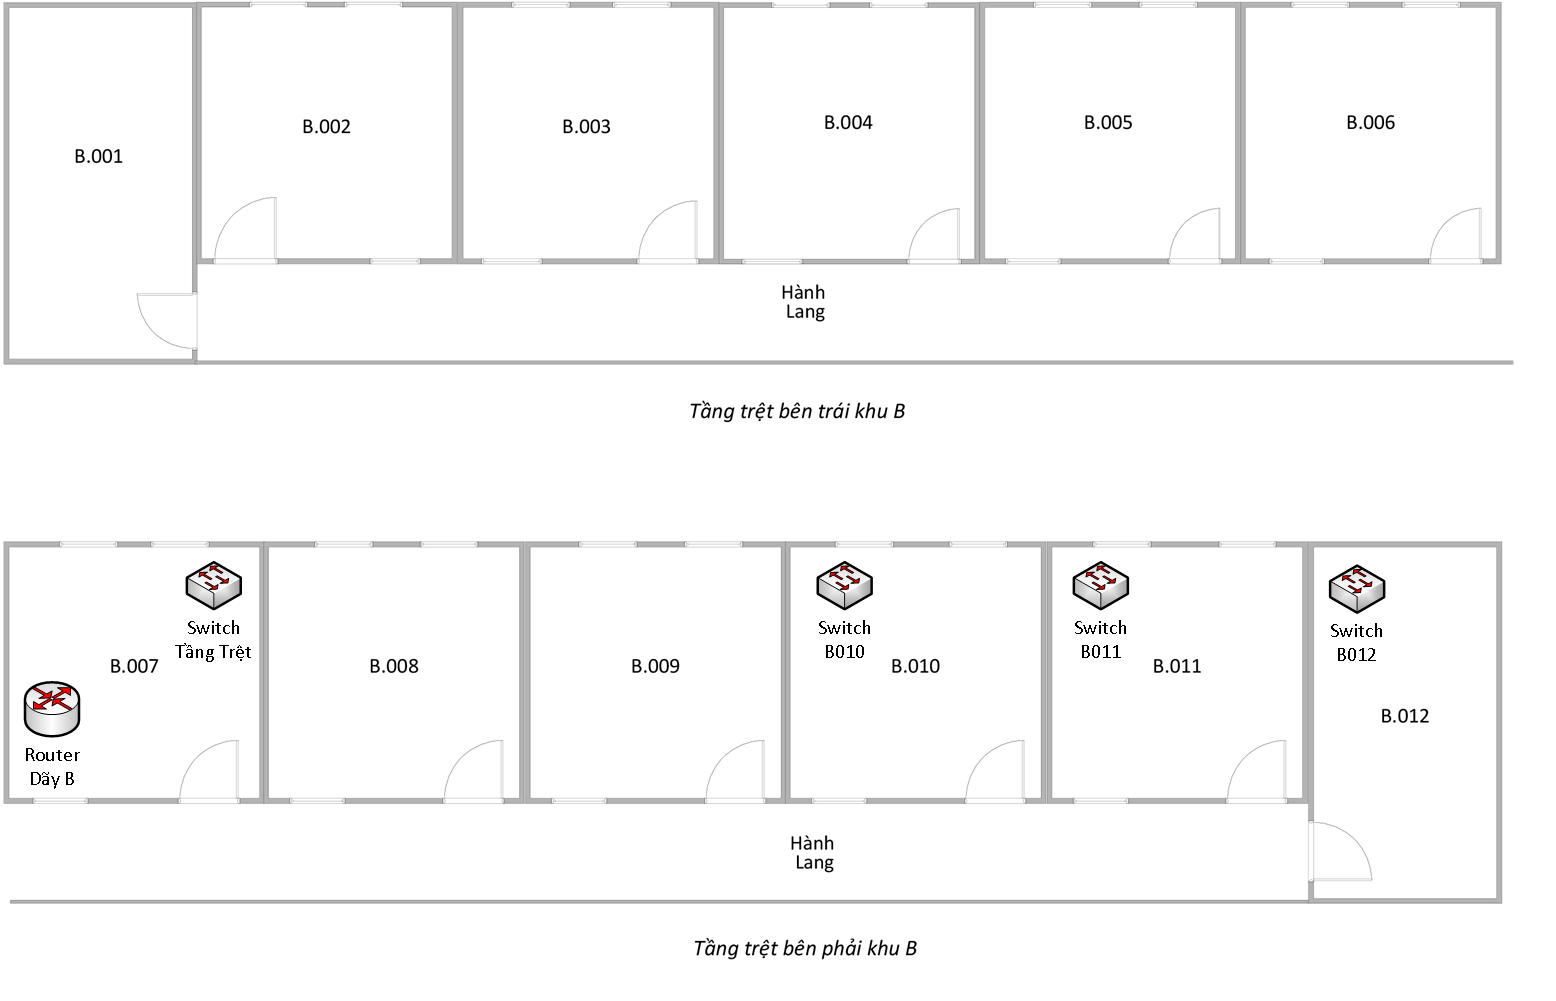 B.001
B.002
B.003
B.004
B.005
B.006
Hành
Lang
Tầng trệt bên trái khu B
B.007
Switch
Tầng Trệt
Router
Dãy B
B.008
B.009
Switch
B010
B.010
Switch
B011
B.011
Switch
B012
B.012
Hành
Lang
Tầng trệt bên phải khu B